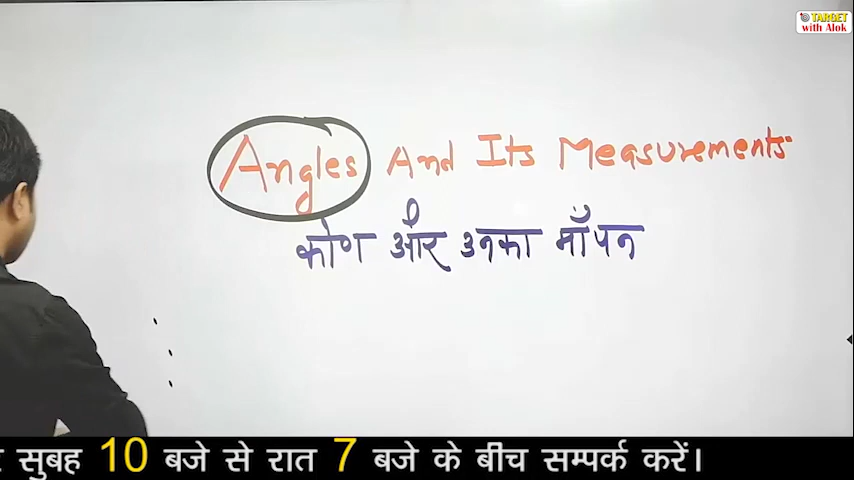 TARGET
with Alok
Angles And Its Measurements
कोण और उनका माँपन
सुबह 10 बजे से रात 7 बजे के बीच सम्पर्क करें।